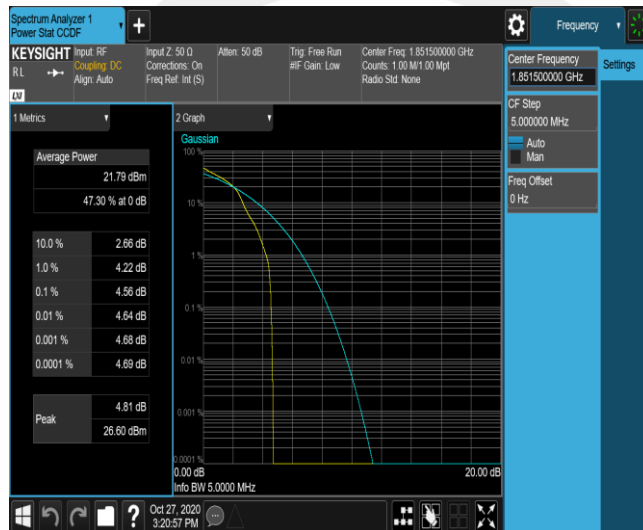 Spectrum Analyzer 1
Power Stat CCDF
Frequency
KEYSIGHT
RL
LXI
Input: RF
Coupling: DC
Align: Auto
Input Z: 50 Ω
Corrections: On
Freq Ref: Int (S)
Atten: 50 dB
Trig: Free Run
#IF Gain: Low
Center Freq: 1.851500000 GHz
Counts: 1.00 M/1.00 Mpt
Radio Std: None
Center Frequency
1.851500000 GHz
Settings
CF Step
5.000000 MHz
Auto
Man
Freq Offset
0 Hz
1 Metrics
Average Power
21.79 dBm
47.30 % at 0 dB
10.0 % 2.66 dB
1.0 % 4.22 dB
0.1 % 4.56 dB
0.01 % 4.64 dB
0.001 % 4.68 dB
0.0001 % 4.69 dB
Peak
4.81 dB
26.60 dBm
2 Graph
Gaussian
100 %
10 %
1 %
0.1 %
0.01 %
0.001 %
0.0001 %
0.00 dB 20.00 dB
Info BW 5.0000 MHz
?
Oct 27, 2020
3:20:57 PM